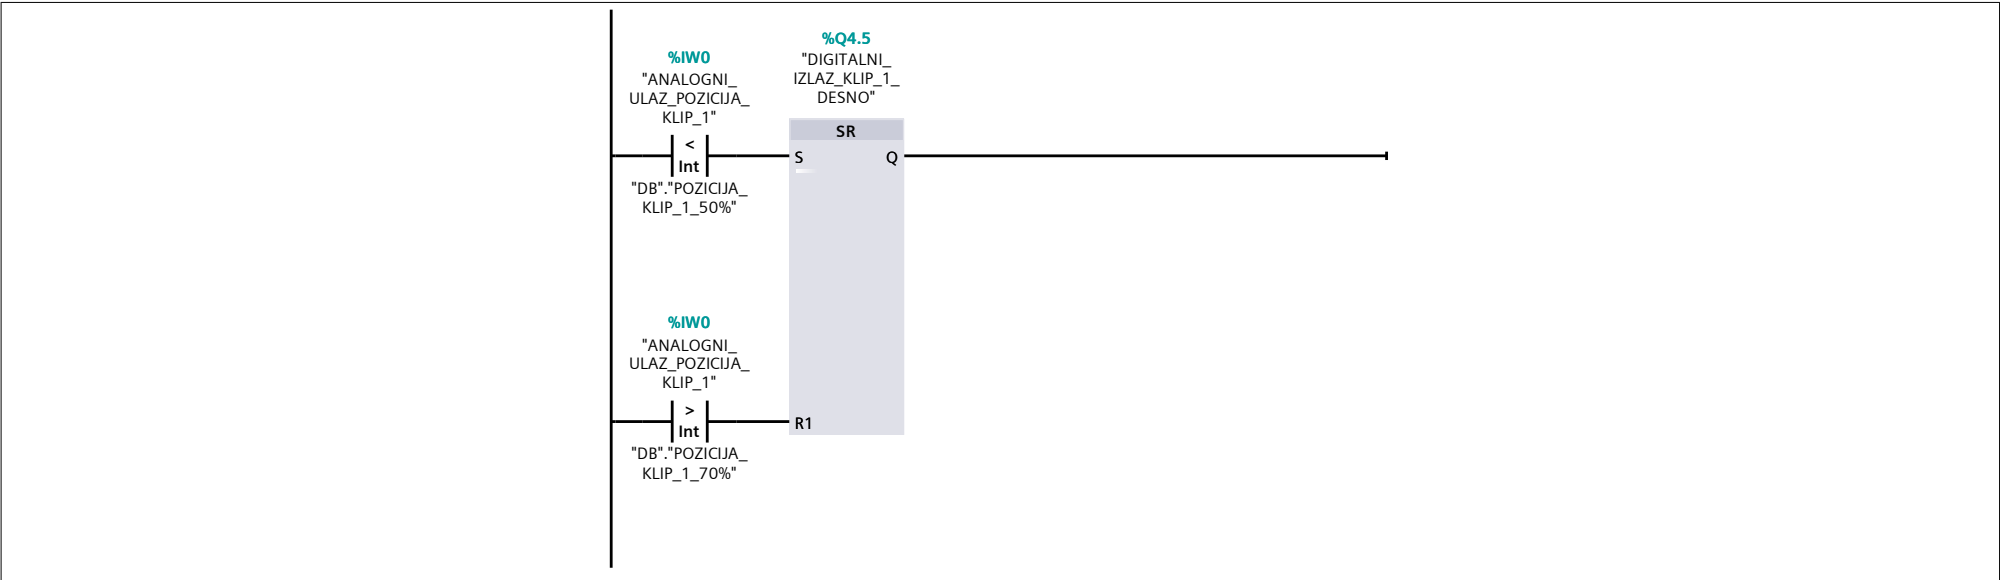 %Q4.5
"DIGITALNI_
IZLAZ_KLIP_1_
DESNO"
%IW0
"ANALOGNI_
ULAZ_POZICIJA_
KLIP_1"
SR
<
Int
S
Q
"DB"."POZICIJA_
KLIP_1_50%"
%IW0
"ANALOGNI_
ULAZ_POZICIJA_
KLIP_1"
>
Int
R1
"DB"."POZICIJA_
KLIP_1_70%"